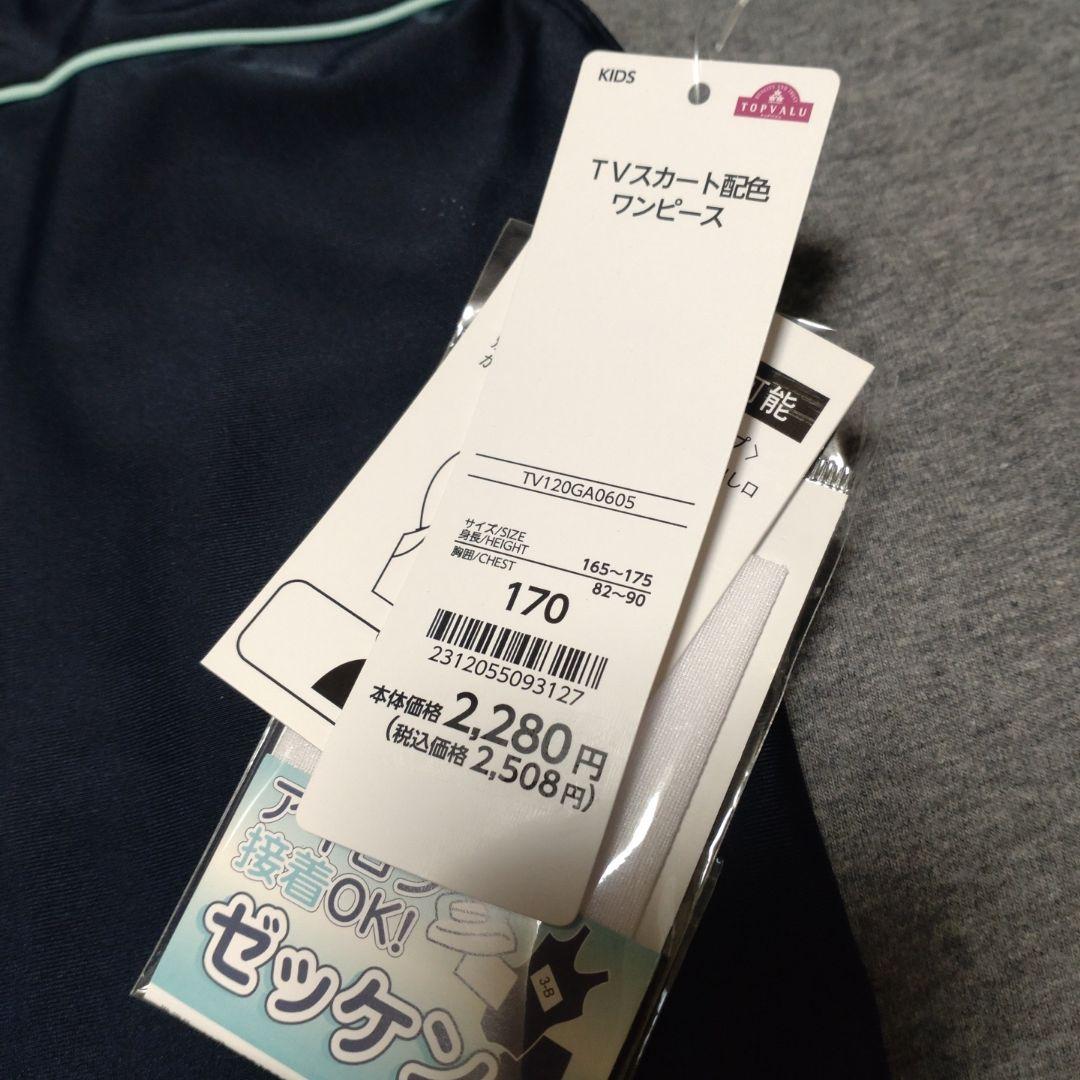 KIDS
TOPVALU
TVスカート配色
ワンピース
TV120GA0605
サイズ/SIZE
身長/HEIGHT
165～175
胸囲/CHEST
82～90
170
2312055093127
本体価格 2,280円
(税込価格 2,508円)
能
プ〉
し口
接着OK!
ゼッケン
3-B